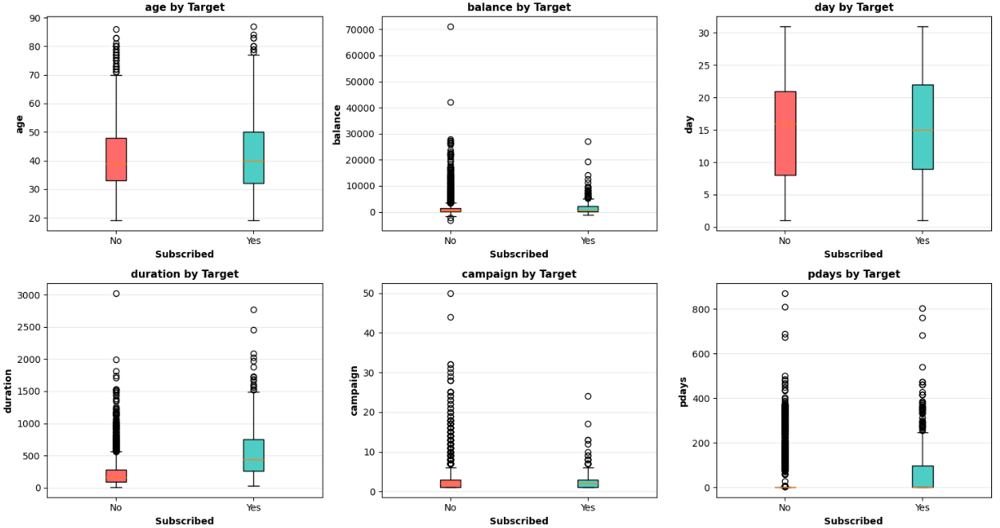 age by Target
age
90
80
70
60
50
40
30
20
No Yes
Subscribed
balance by Target
balance
70000
60000
50000
40000
30000
20000
10000
0
No Yes
Subscribed
day by Target
day
30
25
20
15
10
5
0
No Yes
Subscribed
duration by Target
duration
3000
2500
2000
1500
1000
500
0
No Yes
Subscribed
campaign by Target
campaign
50
40
30
20
10
0
No Yes
Subscribed
pdays by Target
pdays
800
600
400
200
0
No Yes
Subscribed